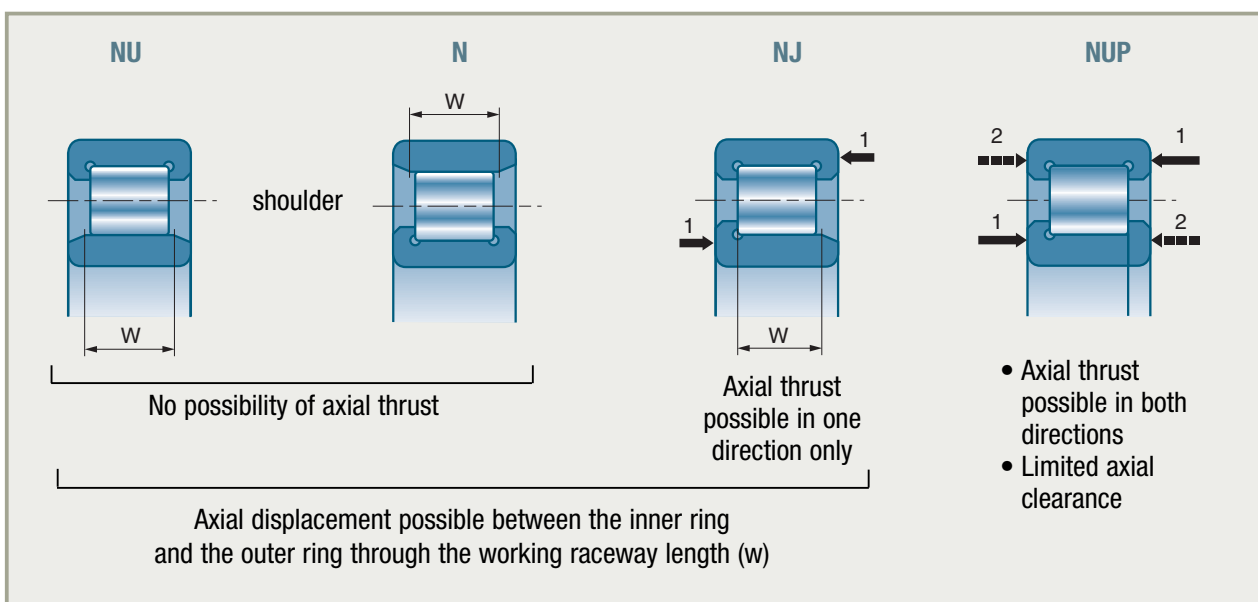 NU
N
NJ
NUP
W
1
2
1
shoulder
1
1
2
W
W
No possibility of axial thrust
Axial thrust
possible in one
direction only
• Axial thrust
possible in both
directions
• Limited axial
clearance
Axial displacement possible between the inner ring
and the outer ring through the working raceway length (w)